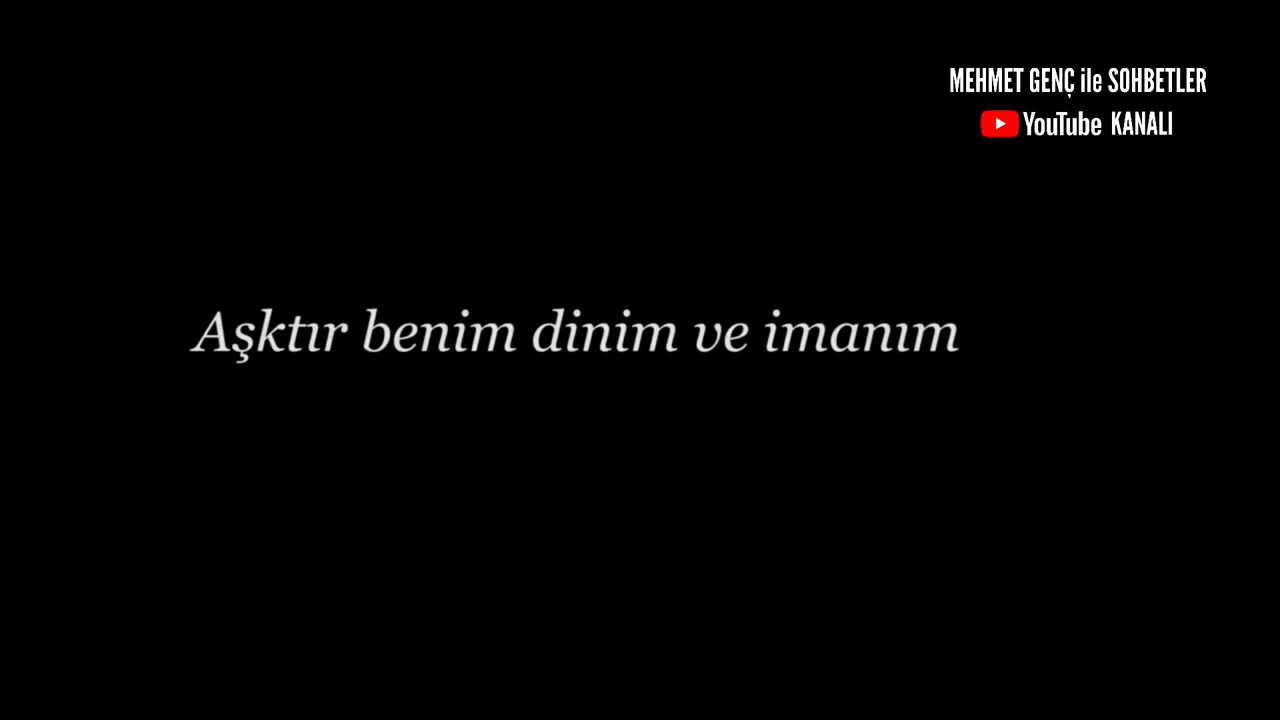 MEHMET GENÇ ile SOHBETLER
YouTube KANALI
Aşktır benim dinim ve imanım